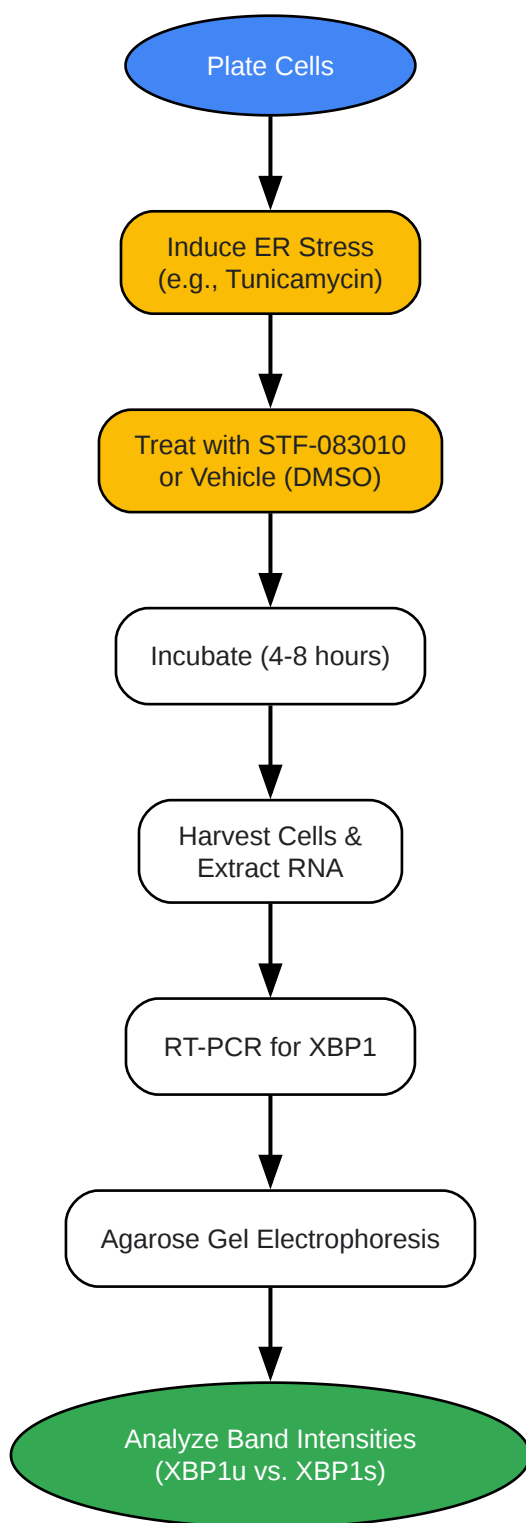 Plate Cells
Induce ER Stress
(e.g., Tunicamycin)
Treat with STF-083010
or Vehicle (DMSO)
Incubate (4-8 hours)
Harvest Cells &
Extract RNA
RT-PCR for XBP1
Agarose Gel Electrophoresis
Analyze Band Intensities
(XBP1u vs. XBP1s)